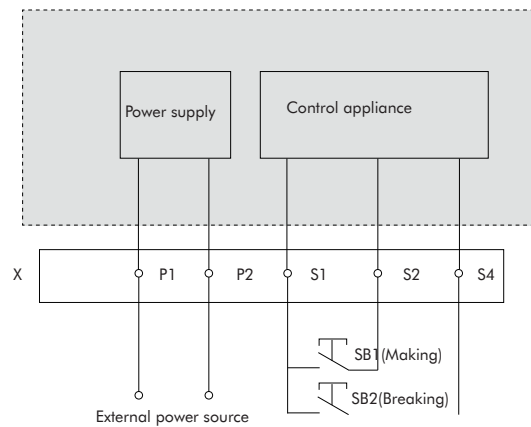 Power supply
Control appliance
X P1 P2 S1 S2 S4
SB1(Making)
SB2(Breaking)
External power source